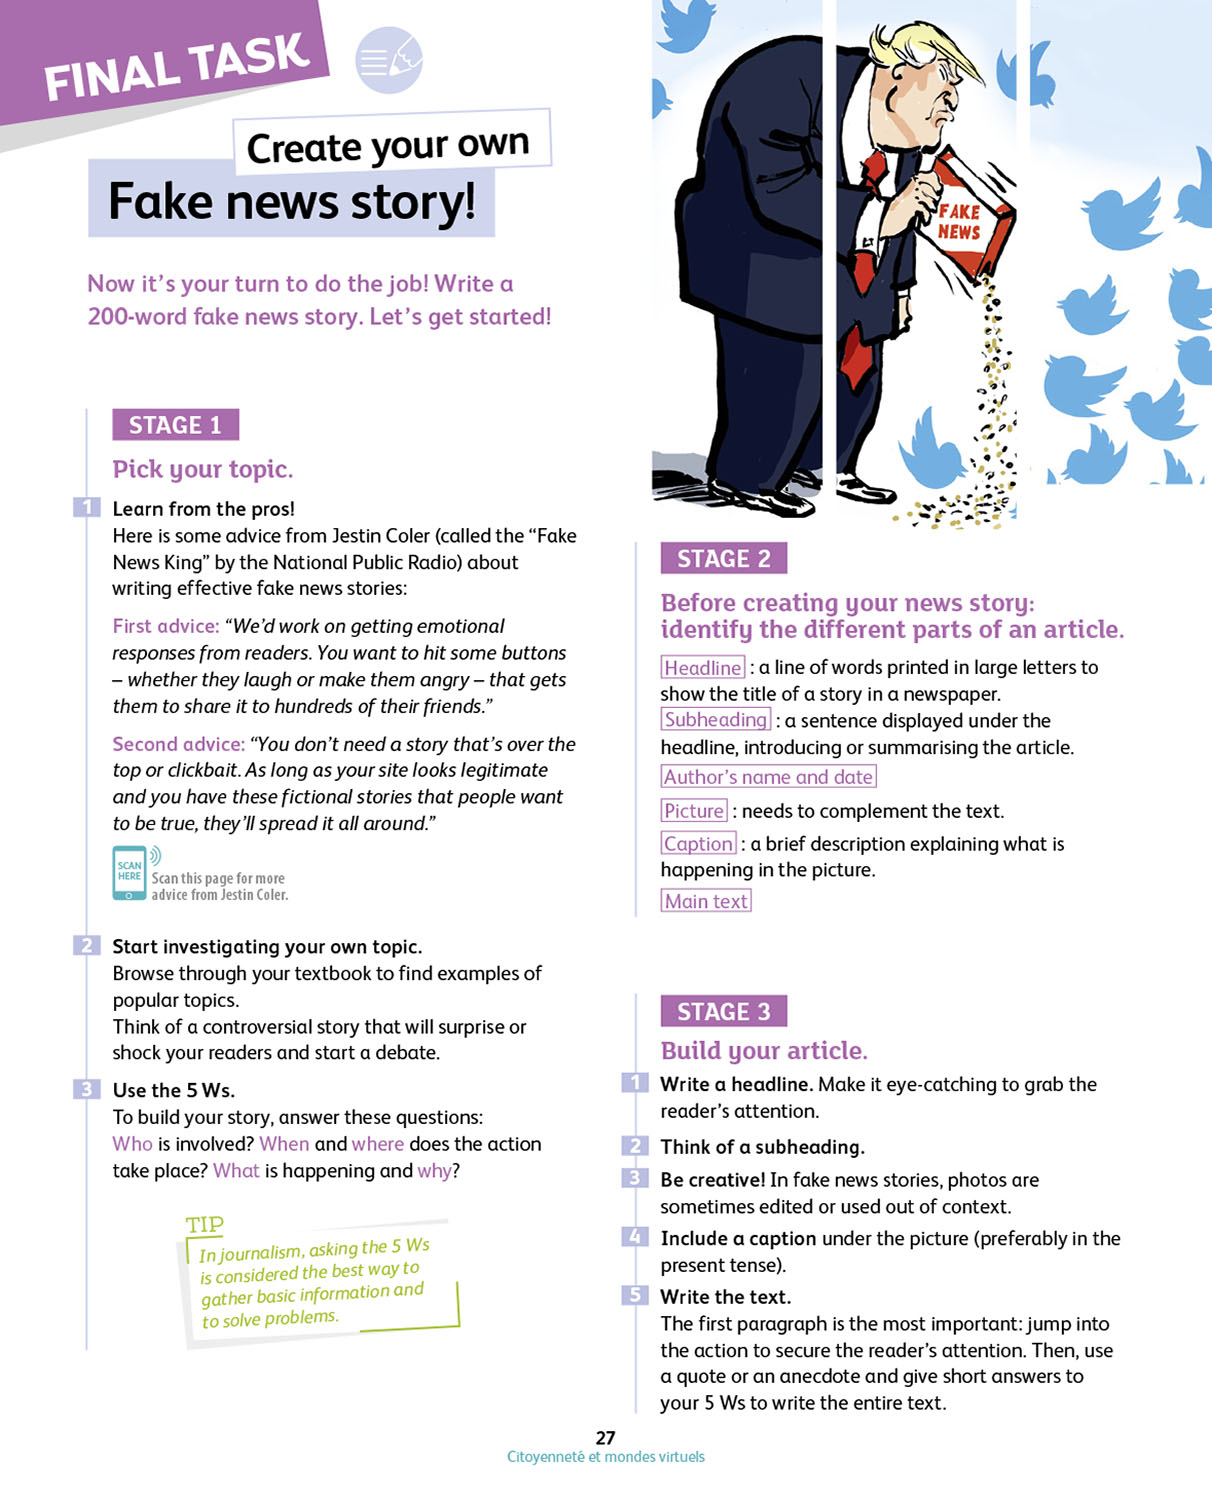 FINAL TASK
Create your own
Fake news story!
Now it's your turn to do the job! Write a
200-word fake news story. Let's get started!
FAKE
NEWS
STAGE 1
Pick your topic.
1 Learn from the pros!
Here is some advice from Jestin Coler (called the “Fake
News King” by the National Public Radio) about
writing effective fake news stories:
First advice: “We’d work on getting emotional
responses from readers. You want to hit some buttons
– whether they laugh or make them angry – that gets
them to share it to hundreds of their friends.”
Second advice: “You don’t need a story that’s over the
top or clickbait. As long as your site looks legitimate
and you have these fictional stories that people want
to be true, they’ll spread it all around.”
SCAN
HERE
Scan this page for more
advice from Jestin Coler.
2 Start investigating your own topic.
Browse through your textbook to find examples of
popular topics.
Think of a controversial story that will surprise or
shock your readers and start a debate.
3 Use the 5 Ws.
To build your story, answer these questions:
Who is involved? When and where does the action
take place? What is happening and why?
TIP
In journalism, asking the 5 Ws
is considered the best way to
gather basic information and
to solve problems.
STAGE 2
Before creating your news story:
identify the different parts of an article.
Headline : a line of words printed in large letters to
show the title of a story in a newspaper.
Subheading : a sentence displayed under the
headline, introducing or summarising the article.
Author’s name and date
Picture : needs to complement the text.
Caption : a brief description explaining what is
happening in the picture.
Main text
STAGE 3
Build your article.
1 Write a headline. Make it eye-catching to grab the
reader’s attention.
2 Think of a subheading.
3 Be creative! In fake news stories, photos are
sometimes edited or used out of context.
4 Include a caption under the picture (preferably in the
present tense).
5 Write the text.
The first paragraph is the most important: jump into
the action to secure the reader’s attention. Then, use
a quote or an anecdote and give short answers to
your 5 Ws to write the entire text.
27
Citoyenneté et mondes virtuels